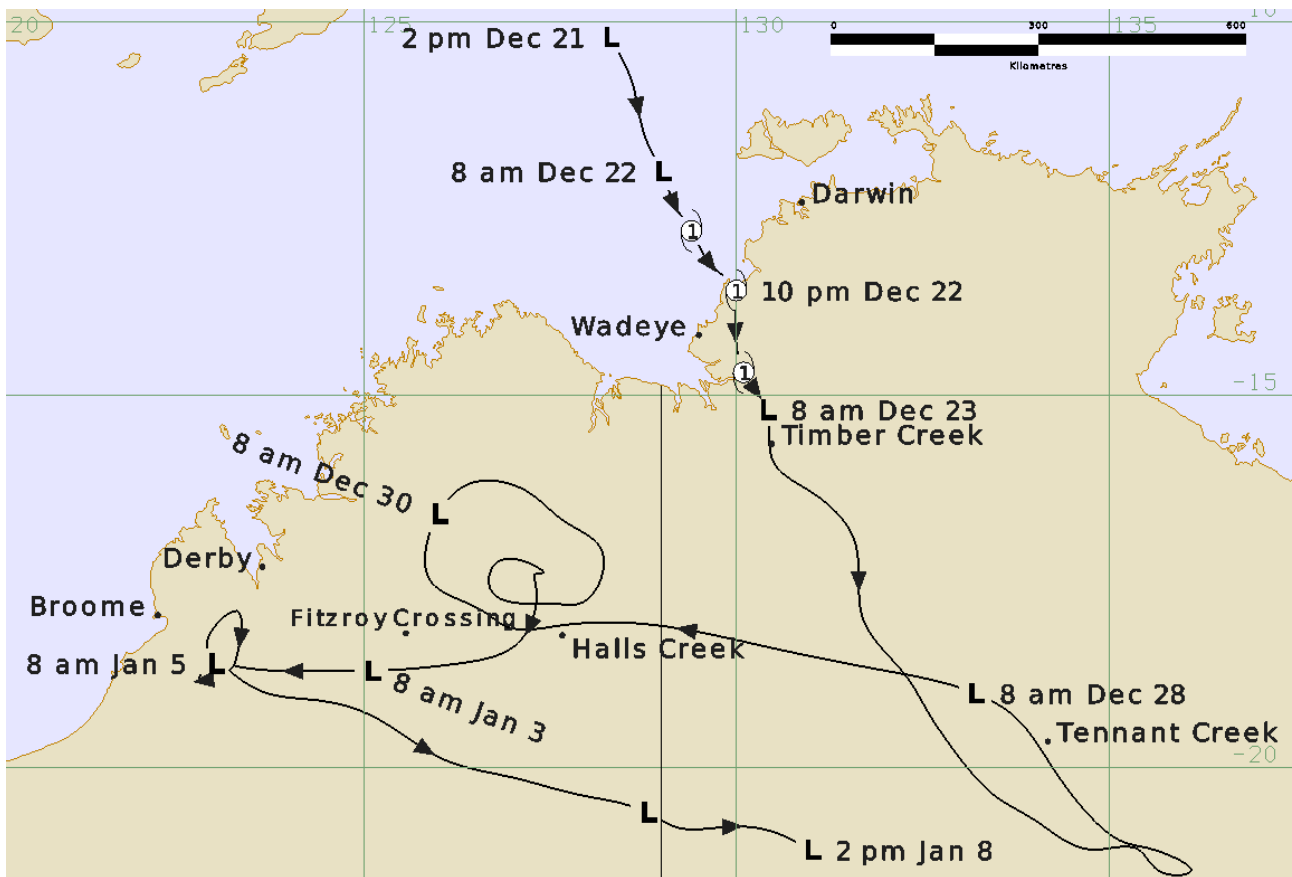 20
125
130
135
10
0
300
600
Kilometres
2 pm Dec 21
8 am Dec 22
Darwin
1
1
10 pm Dec 22
Wadeye
1
-15
8 am Dec 23
Timber Creek
8 am Dec 30
Derby
Broome
Fitzroy Crossing
Halls Creek
L
L
L
L
L
L
L
L
L
8 am Jan 5
8 am Jan 3
8 am Dec 28
Tennant Creek
-20
2 pm Jan 8